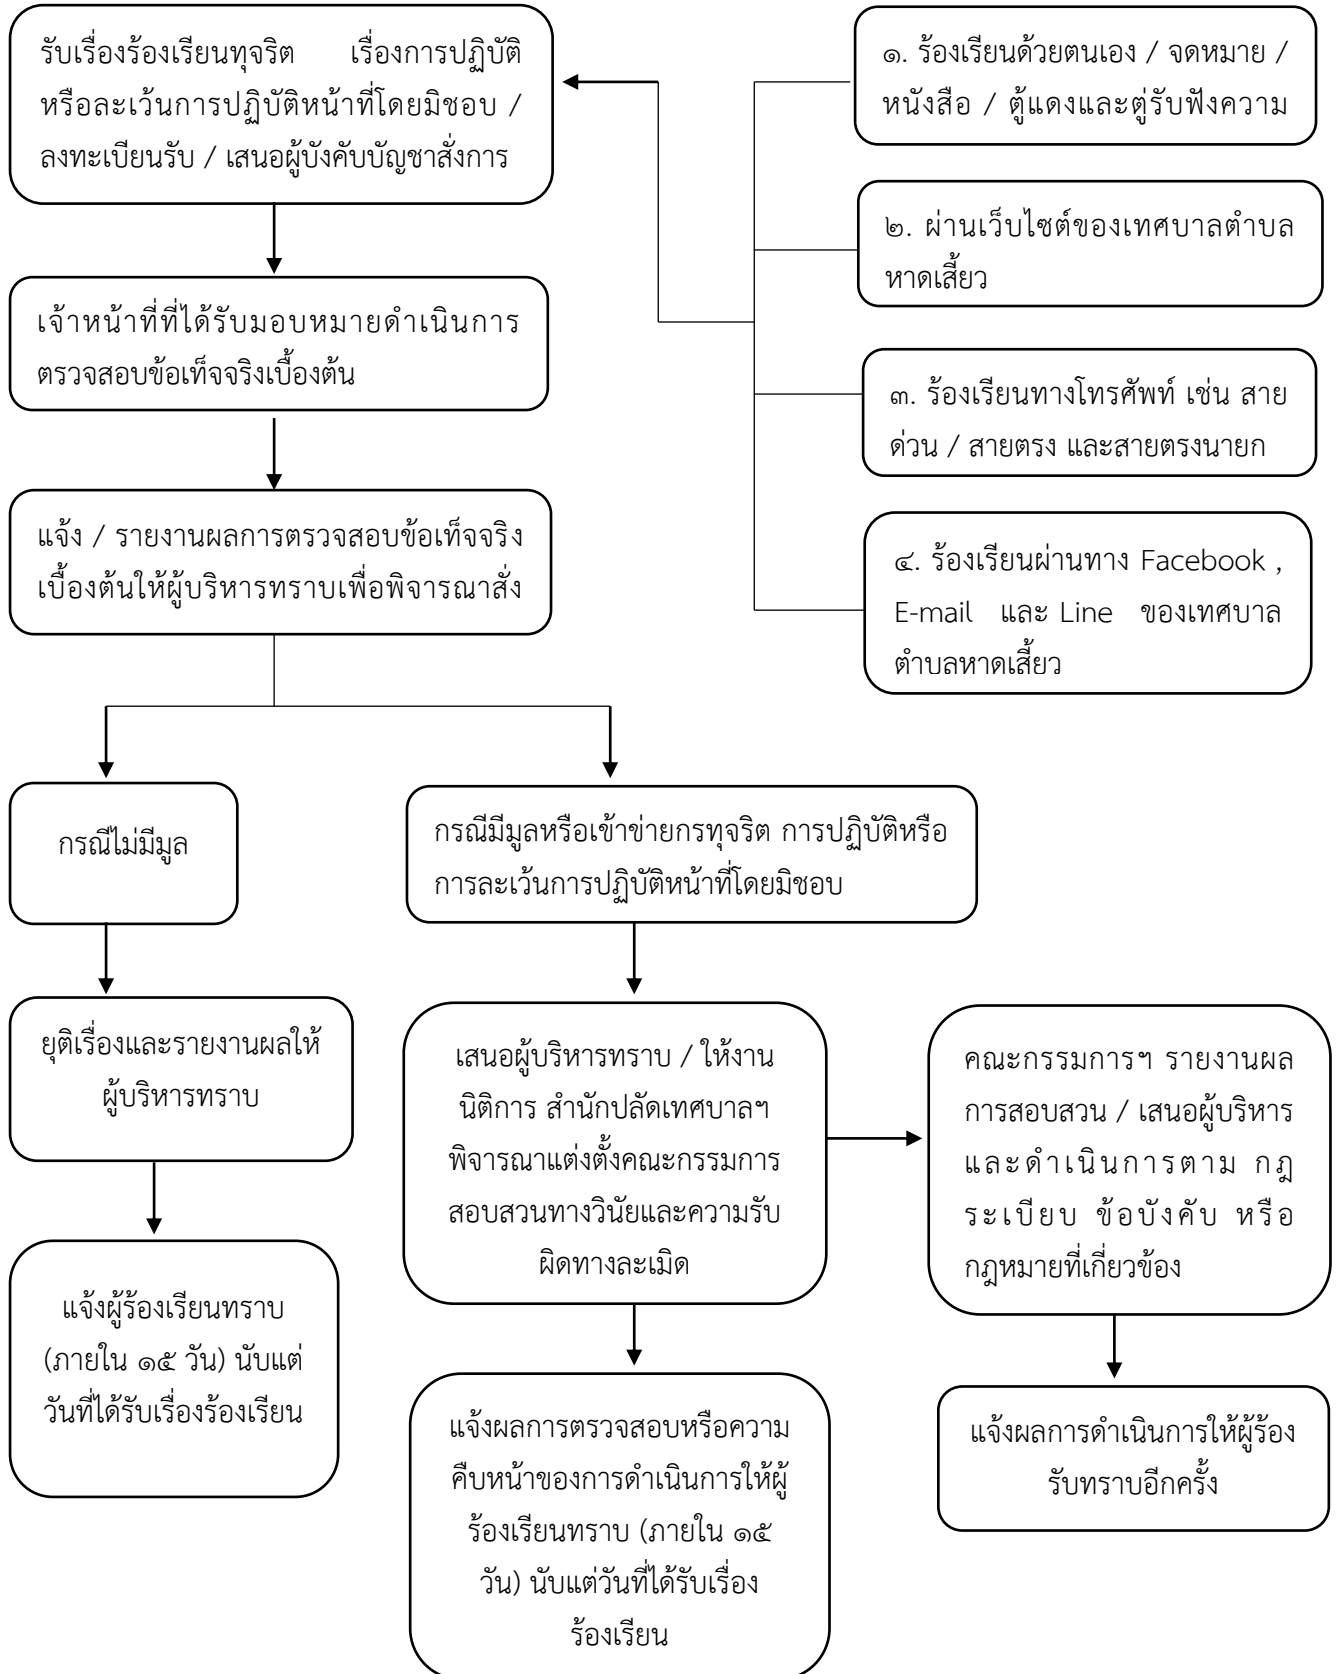 รับเรื่องร้องเรียนทุจริต เรื่องการปฏิบัติ
หรือละเว้นการปฏิบัติหน้าที่โดยมิชอบ /
ลงทะเบียนรับ / เสนอผู้บังคับบัญชาสั่งการ
๑. ร้องเรียนด้วยตนเอง / จดหมาย /
หนังสือ / ตู้แดงและตู่รับฟังความ
๒. ผ่านเว็บไซต์ของเทศบาลตำบล
หาดเสี้ยว
๓. ร้องเรียนทางโทรศัพท์ เช่น สาย
ด่วน / สายตรง และสายตรงนายก
๔. ร้องเรียนผ่านทาง Facebook ,
E-mail และ Line ของเทศบาล
ตำบลหาดเสี้ยว
เจ้าหน้าที่ที่ได้รับมอบหมายดำเนินการ
ตรวจสอบข้อเท็จจริงเบื้องต้น
แจ้ง / รายงานผลการตรวจสอบข้อเท็จจริง
เบื้องต้นให้ผู้บริหารทราบเพื่อพิจารณาสั่ง
กรณีไม่มีมูล
กรณีมีมูลหรือเข้าข่ายกรทุจริต การปฏิบัติหรือ
การละเว้นการปฏิบัติหน้าที่โดยมิชอบ
ยุติเรื่องและรายงานผลให้
ผู้บริหารทราบ
แจ้งผู้ร้องเรียนทราบ
(ภายใน ๑๕ วัน) นับแต่
วันที่ได้รับเรื่องร้องเรียน
เสนอผู้บริหารทราบ / ให้งาน
นิติการ สำนักปลัดเทศบาลฯ
พิจารณาแต่งตั้งคณะกรรมการ
สอบสวนทางวินัยและความรับ
ผิดทางละเมิด
คณะกรรมการฯ รายงานผล
การสอบสวน / เสนอผู้บริหาร
และดำเนินการตาม กฎ
ระเบียบ ข้อบังคับ หรือ
กฎหมายที่เกี่ยวข้อง
แจ้งผลการตรวจสอบหรือความ
คืบหน้าของการดำเนินการให้ผู้
ร้องเรียนทราบ (ภายใน ๑๕
วัน) นับแต่วันที่ได้รับเรื่อง
ร้องเรียน
แจ้งผลการดำเนินการให้ผู้ร้อง
รับทราบอีกครั้ง